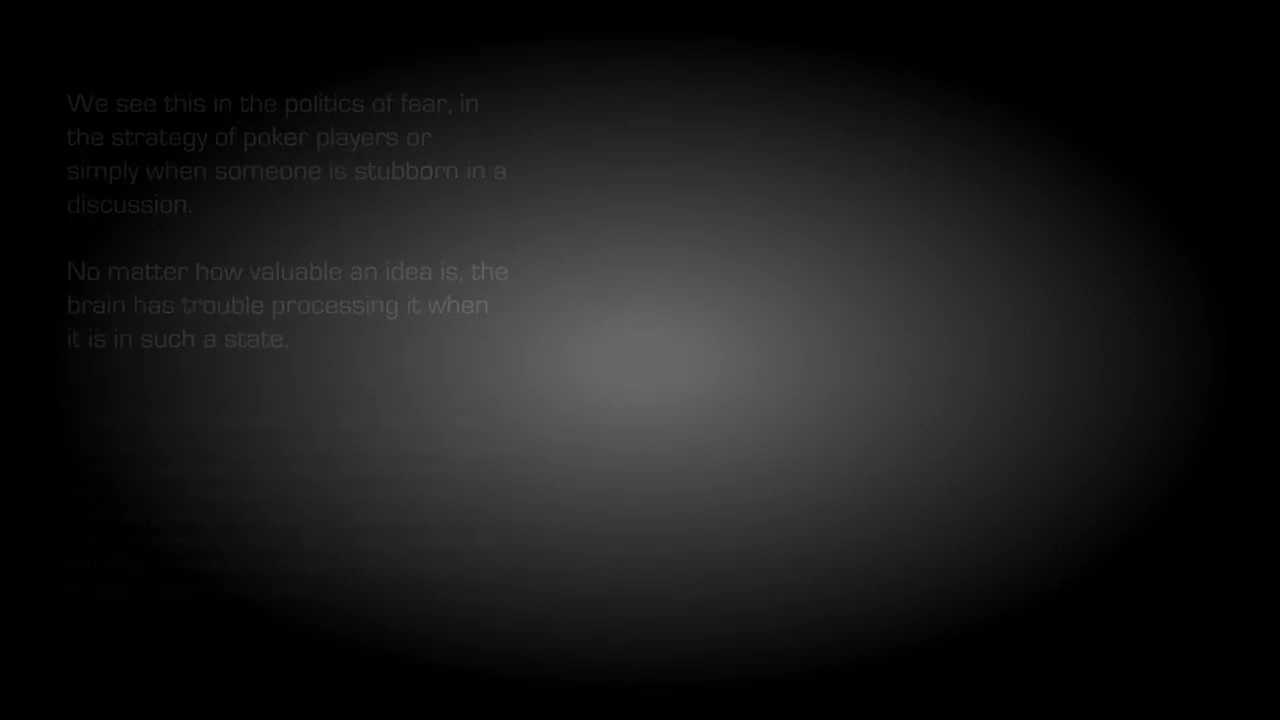 We see this in the politics of fear, in
the strategy of poker players or
simply when someone is stubborn in a
discussion.
No matter how valuable an idea is, the
brain has trouble processing it when
it is in such a state.